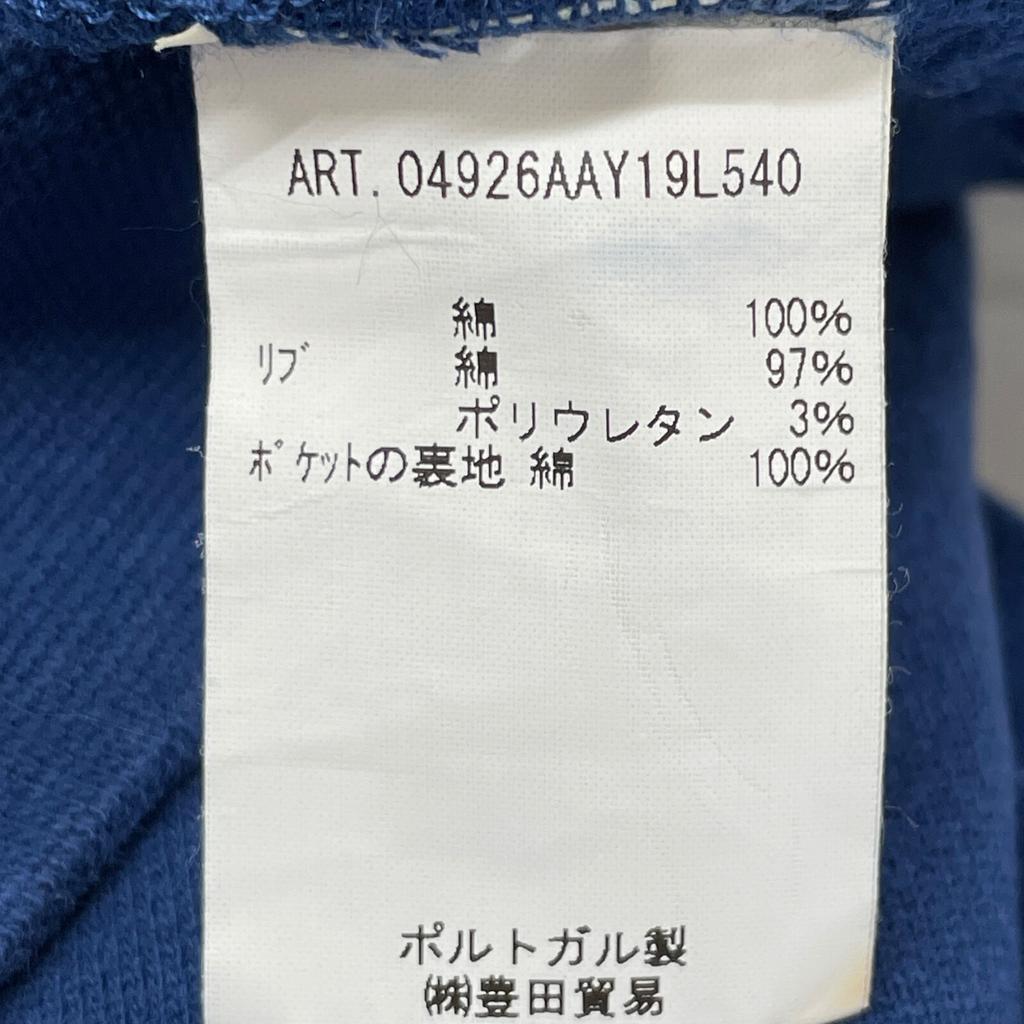 ART. 04926AAY19L540
綿 100%
リブ 綿 97%
ポリウレタン 3%
ポケットの裏地 綿 100%
ポルトガル製
㈱豊田貿易